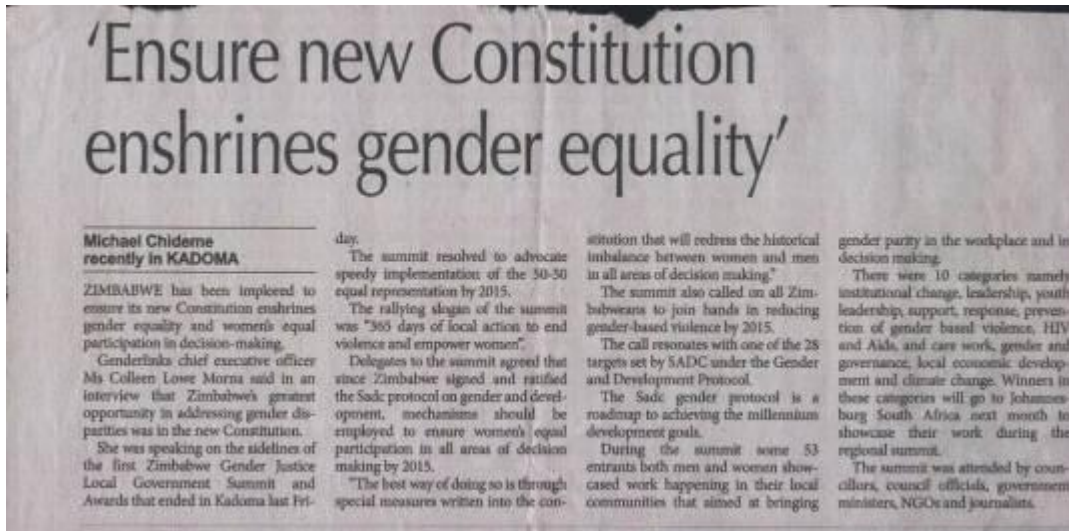 'Ensure new Constitution
enshrines gender equality'
Michael Chideme
recently in KADOMA
ZIMBABWE has been implored to
ensure its new Constitution enshrines
gender equality and women's equal
participation in decision-making.
Genderlinks chief executive officer
Ms Colleen Lowe Morna said in an
interview that Zimbabwe's greatest
opportunity in addressing gender dis-
parities was in the new Constitution.
She was speaking on the sidelines of
the first Zimbabwe Gender Justice
Local Government Summit and
Awards that ended in Kadoma last Fri-
day.
The summit resolved to advocate
speedy implementation of the 50-50
equal representation by 2015.
The rallying slogan of the summit
was "365 days of local action to end
violence and empower women".
Delegates to the summit agreed that
since Zimbabwe signed and ratified
the Sadc protocol on gender and devel-
opment, mechanisms should be
employed to ensure women's equal
participation in all areas of decision
making by 2015.
"The best way of doing so is through
special measures written into the con-
stitution that will redress the historical
imbalance between women and men
in all areas of decision making."
The summit also called on all Zim-
babweans to join hands in reducing
gender-based violence by 2015.
The call resonates with one of the 28
targets set by SADC under the Gender
and Development Protocol.
The Sadc gender protocol is a
roadmap to achieving the millennium
development goals.
During the summit some 53
entrants both men and women show-
cased work happening in their local
communities that aimed at bringing
gender parity in the workplace and in
decision making.
There were 10 categories namely
institutional change, leadership, youth
leadership, support, response, preven-
tion of gender based violence, HIV
and Aids, and care work, gender and
governance, local economic develop-
ment and climate change. Winners in
these categories will go to Johannes-
burg South Africa next month to
showcase their work during the
regional summit.
The summit was attended by coun-
cillors, council officials, government
ministers, NGOs and journalists.